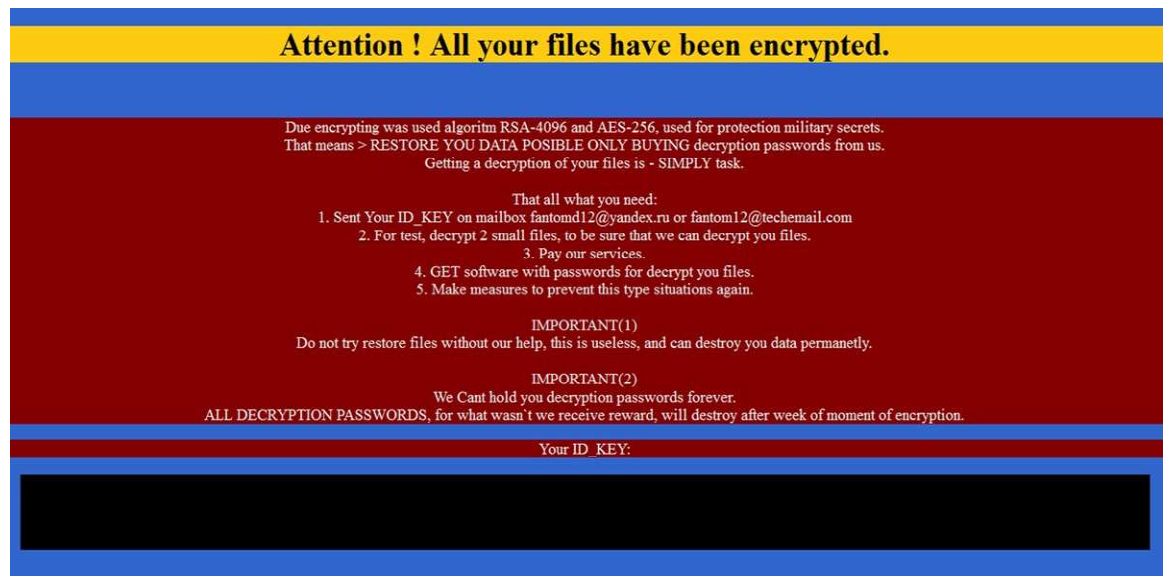 Attention ! All your files have been encrypted.
Due encrypting was used algoritm RSA-4096 and AES-256, used for protection military secrets.
That means > RESTORE YOU DATA POSIBLE ONLY BUYING decryption passwords from us.
Getting a decryption of your files is - SIMPLY task.
That all what you need:
1. Sent Your ID_KEY on mailbox fantomd12@yandex.ru or fantom12@techemail.com
2. For test, decrypt 2 small files, to be sure that we can decrypt you files.
3. Pay our services.
4. GET software with passwords for decrypt you files.
5. Make measures to prevent this type situations again.
IMPORTANT(1)
Do not try restore files without our help, this is useless, and can destroy you data permanetly.
IMPORTANT(2)
We Cant hold you decryption passwords forever.
ALL DECRYPTION PASSWORDS, for what wasn`t we receive reward, will destroy after week of moment of encryption.
Your ID_KEY: